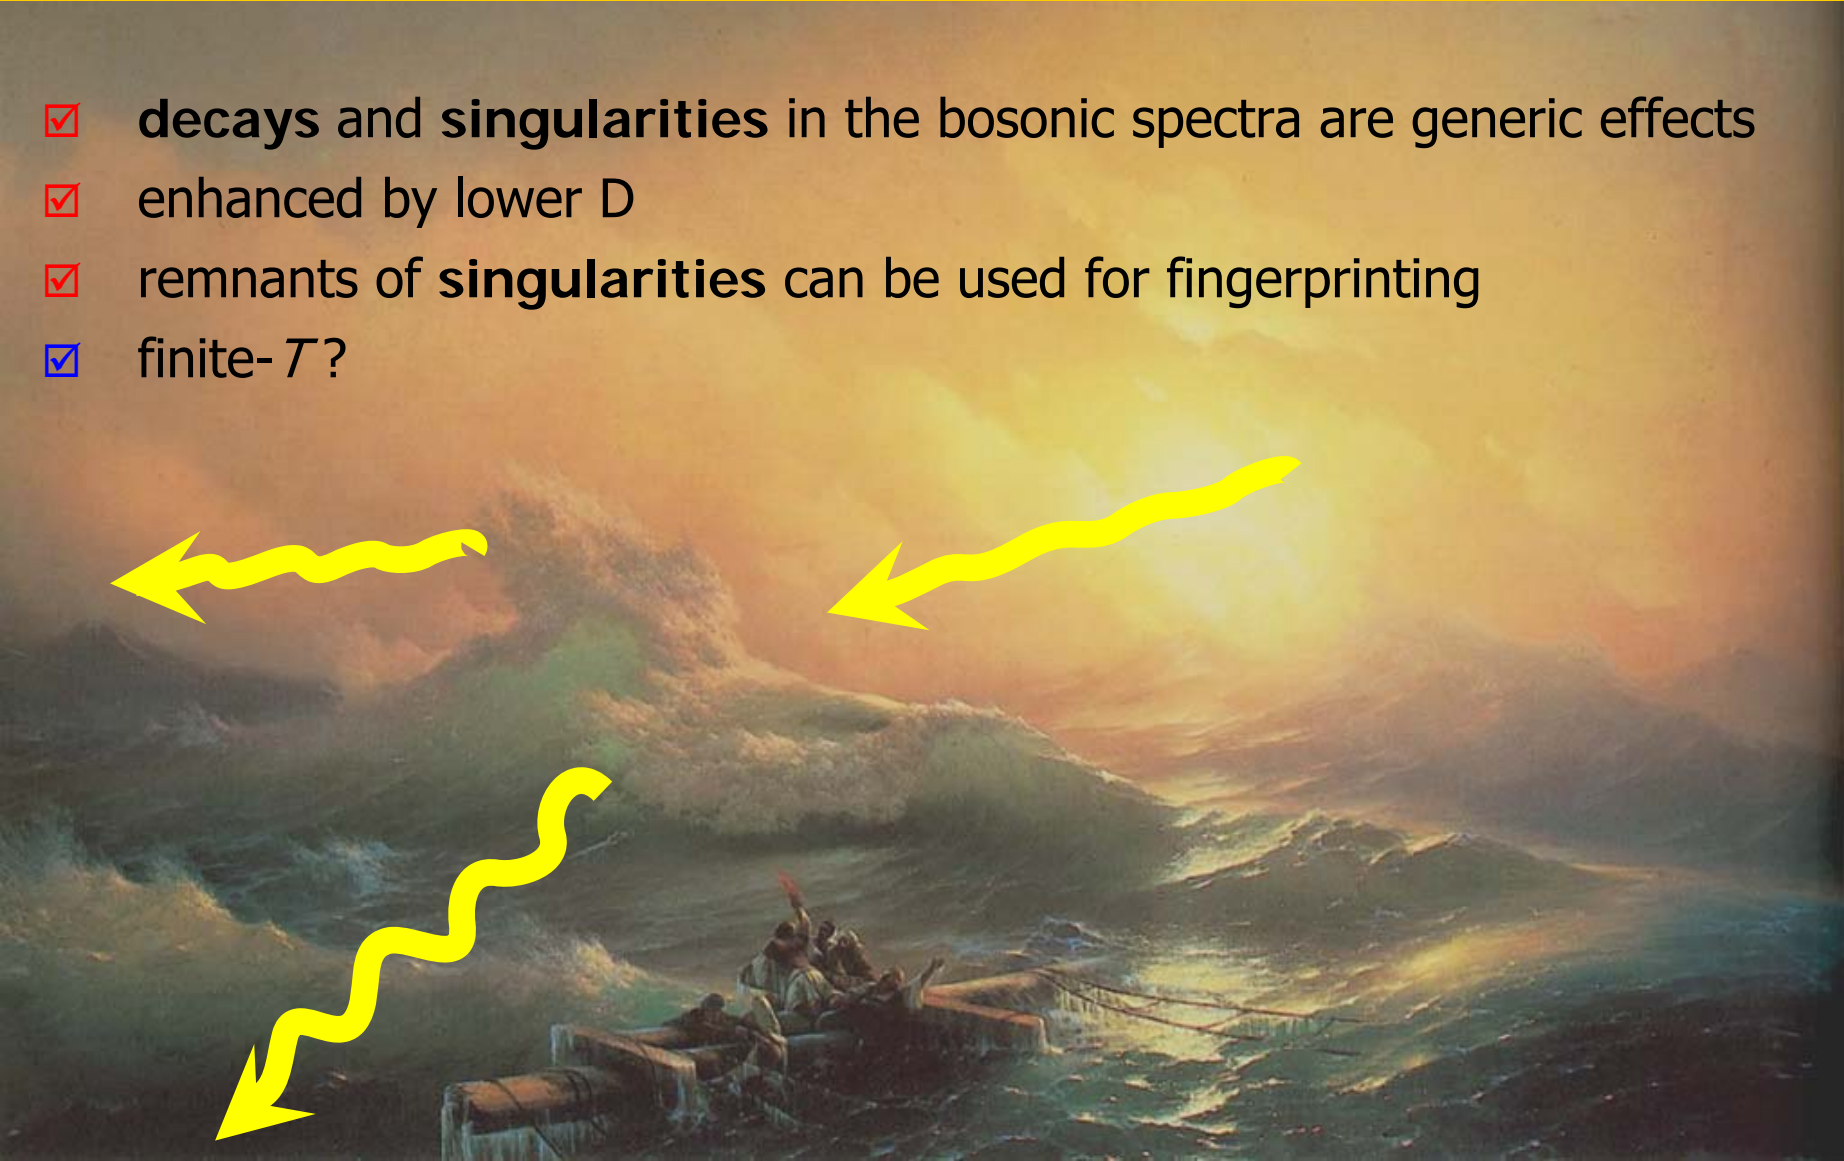 decays and singularities in the bosonic spectra are generic effects
enhanced by lower D
remnants of singularities can be used for fingerprinting
finite-T ?